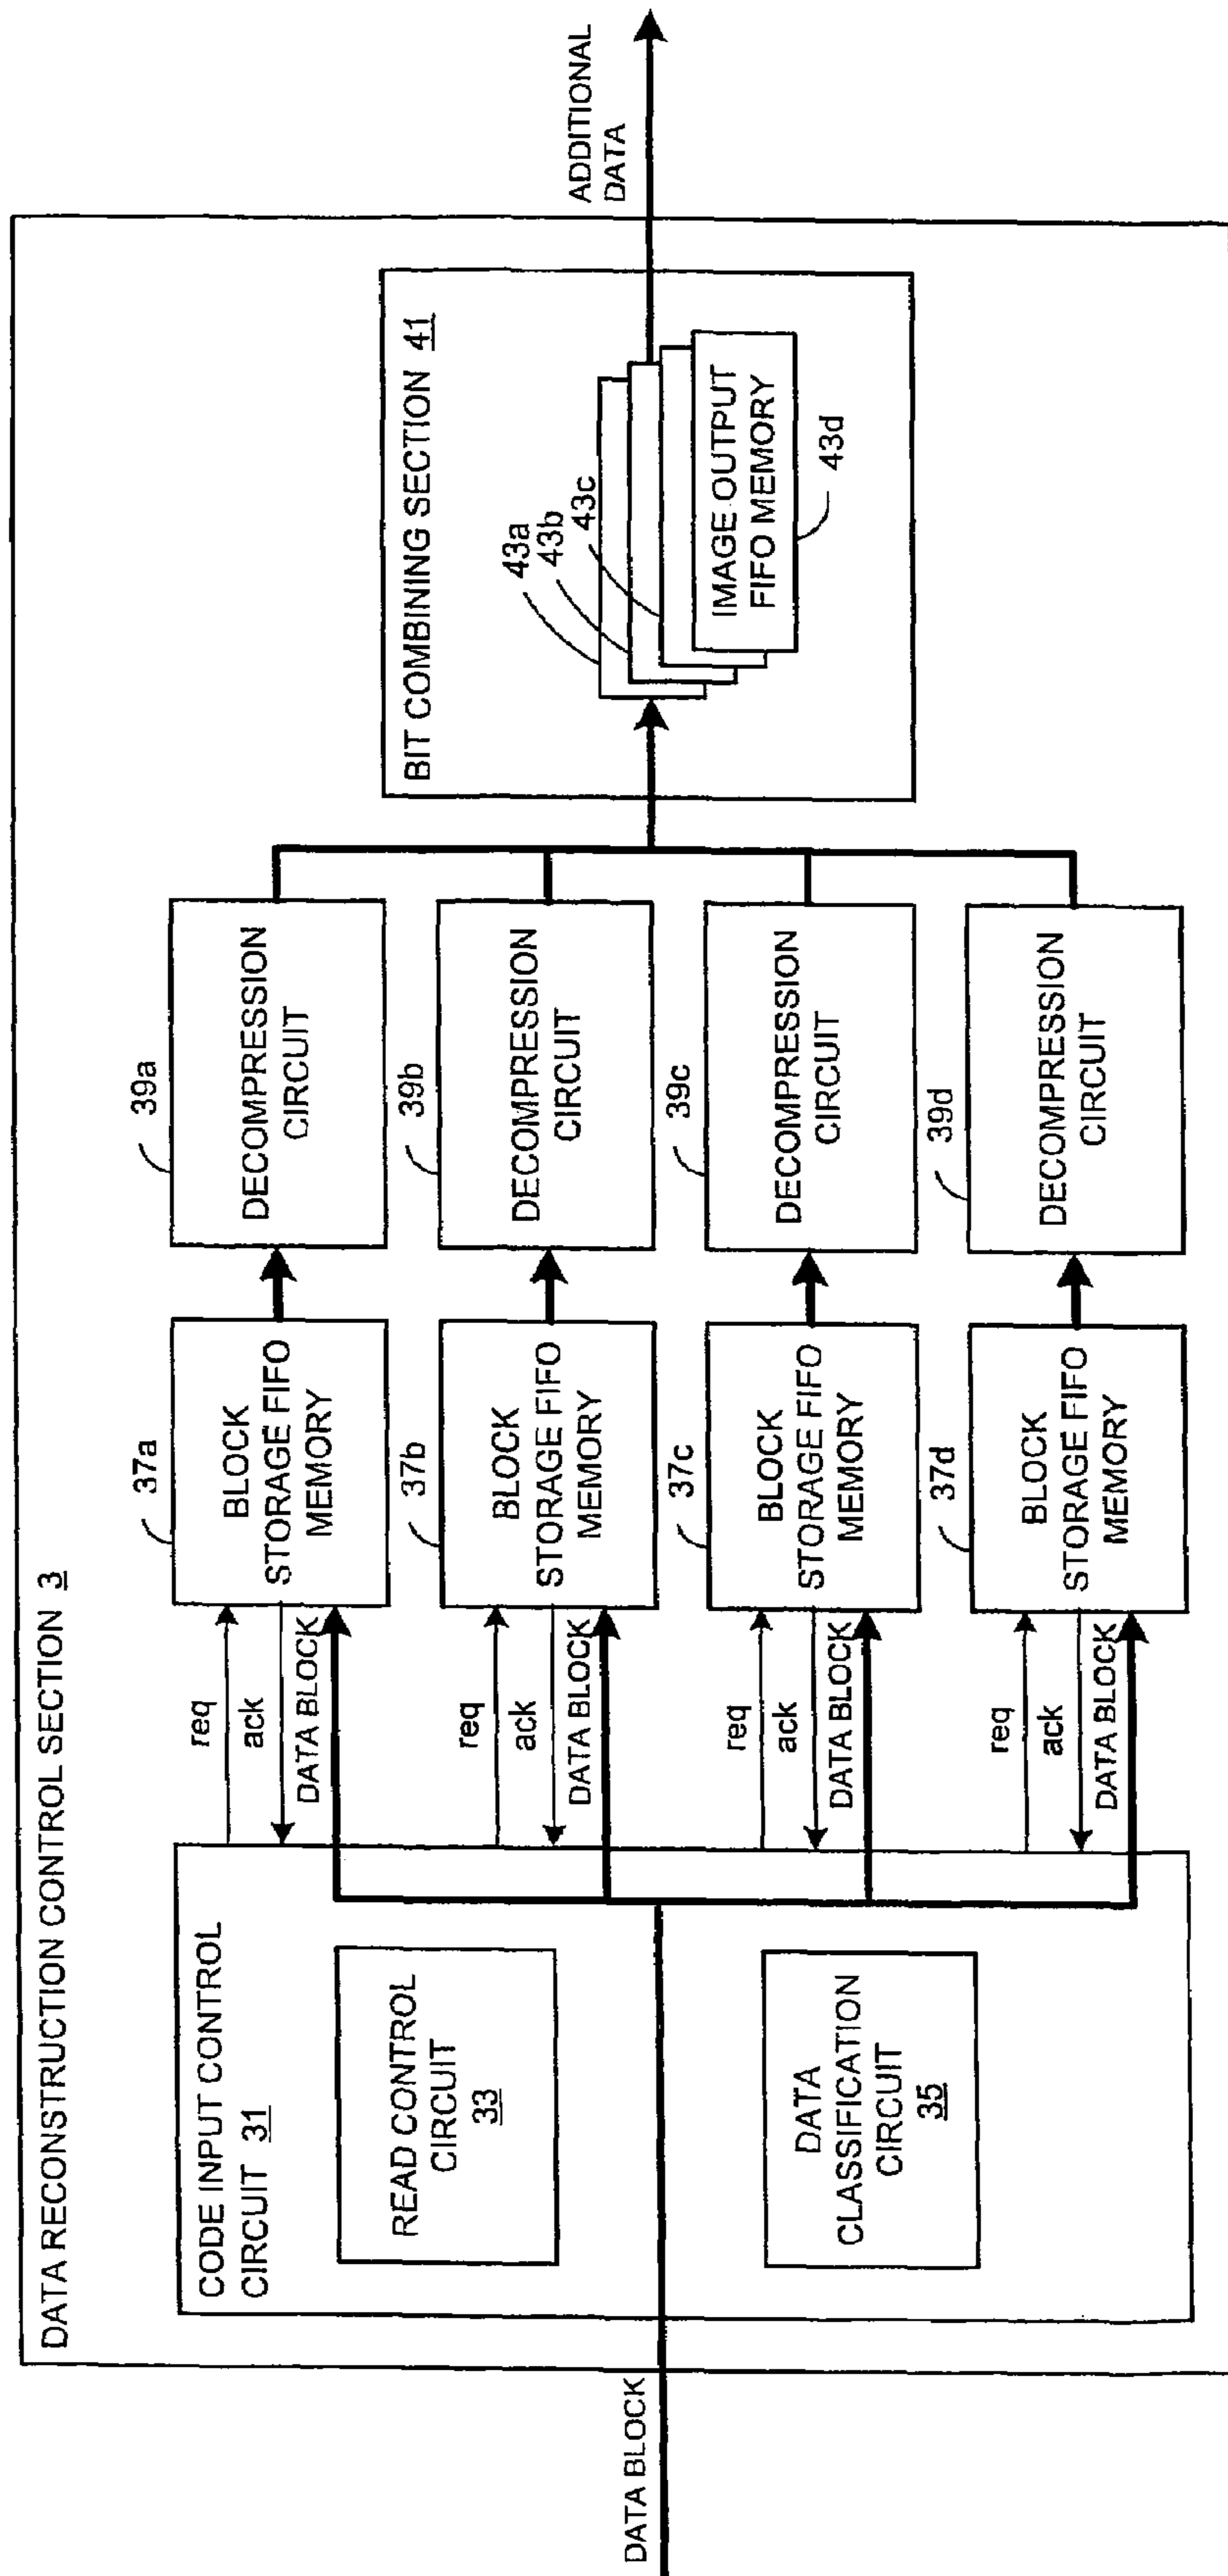 DATA RECONSTRUCTION CONTROL SECTION 3
DATA BLOCK
CODE INPUT CONTROL
CIRCUIT 31
READ CONTROL
CIRCUIT
33
DATA
CLASSIFICATION
CIRCUIT
35
req
ack
DATA BLOCK
37a
BLOCK
STORAGE FIFO
MEMORY
39a
DECOMPRESSION
CIRCUIT
req
ack
DATA BLOCK
37b
BLOCK
STORAGE FIFO
MEMORY
39b
DECOMPRESSION
CIRCUIT
req
ack
DATA BLOCK
37c
BLOCK
STORAGE FIFO
MEMORY
39c
DECOMPRESSION
CIRCUIT
req
ack
DATA BLOCK
37d
BLOCK
STORAGE FIFO
MEMORY
39d
DECOMPRESSION
CIRCUIT
BIT COMBINING SECTION 41
43a
43b
43c
IMAGE OUTPUT
FIFO MEMORY
43d
ADDITIONAL
DATA